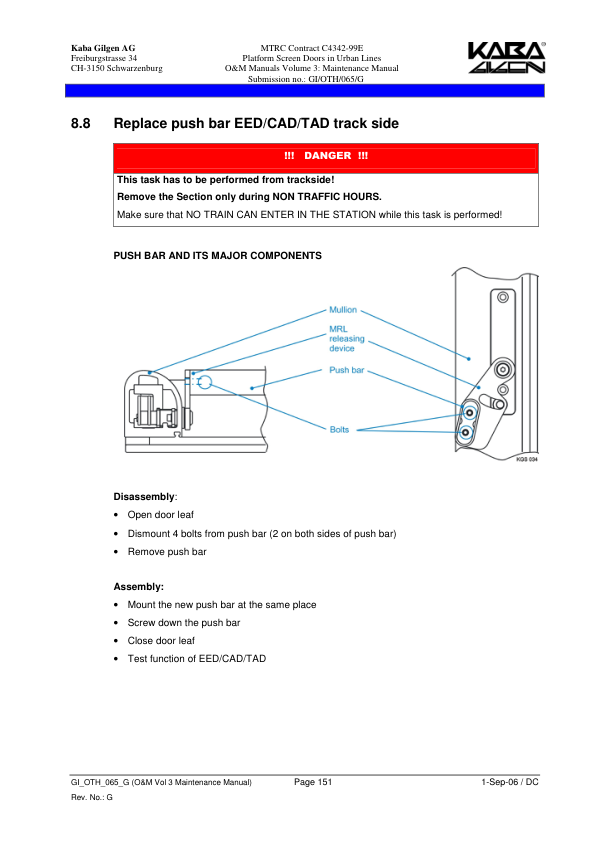 Kaba Gilgen AG
Freiburgstrasse 34
CH-3150 Schwarzenburg
MTRC Contract C4342-99E
Platform Screen Doors in Urban Lines
O&M Manuals Volume 3: Maintenance Manual
Submission no.: GI/OTH/065/G
KABA®
GILGEN
8.8 Replace push bar EED/CAD/TAD track side
!!! DANGER !!!
This task has to be performed from trackside!
Remove the Section only during NON TRAFFIC HOURS.
Make sure that NO TRAIN CAN ENTER IN THE STATION while this task is performed!
PUSH BAR AND ITS MAJOR COMPONENTS
Mullion
MRL
releasing
device
Push bar
Bolts
KGB 034
Disassembly:
• Open door leaf
• Dismount 4 bolts from push bar (2 on both sides of push bar)
• Remove push bar
Assembly:
• Mount the new push bar at the same place
• Screw down the push bar
• Close door leaf
• Test function of EED/CAD/TAD
GI_OTH_065_G (O&M Vol 3 Maintenance Manual) Page 151 1-Sep-06 / DC
Rev. No.: G